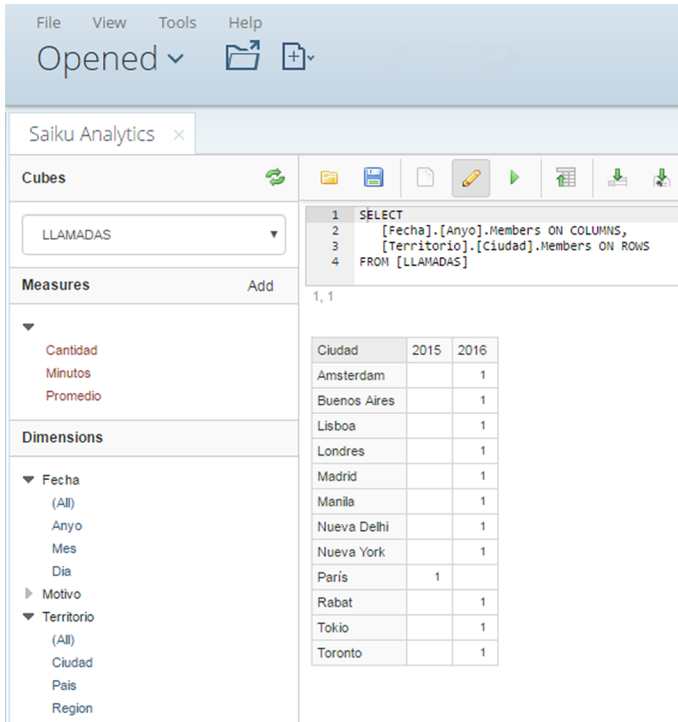 File View Tools Help
Opened
Saiku Analytics ×
Cubes
LLAMADAS
Measures Add
Cantidad
Minutos
Promedio
Dimensions
Fecha
(All)
Anyo
Mes
Dia
Motivo
Territorio
(All)
Ciudad
Pais
Region
1 SELECT
2 [Fecha].[Anyo].Members ON COLUMNS,
3 [Territorio].[Ciudad].Members ON ROWS
4 FROM [LLAMADAS]
1, 1
Ciudad 2015 2016
Amsterdam 1
Buenos Aires 1
Lisboa 1
Londres 1
Madrid 1
Manila 1
Nueva Delhi 1
Nueva York 1
París 1
Rabat 1
Tokio 1
Toronto 1